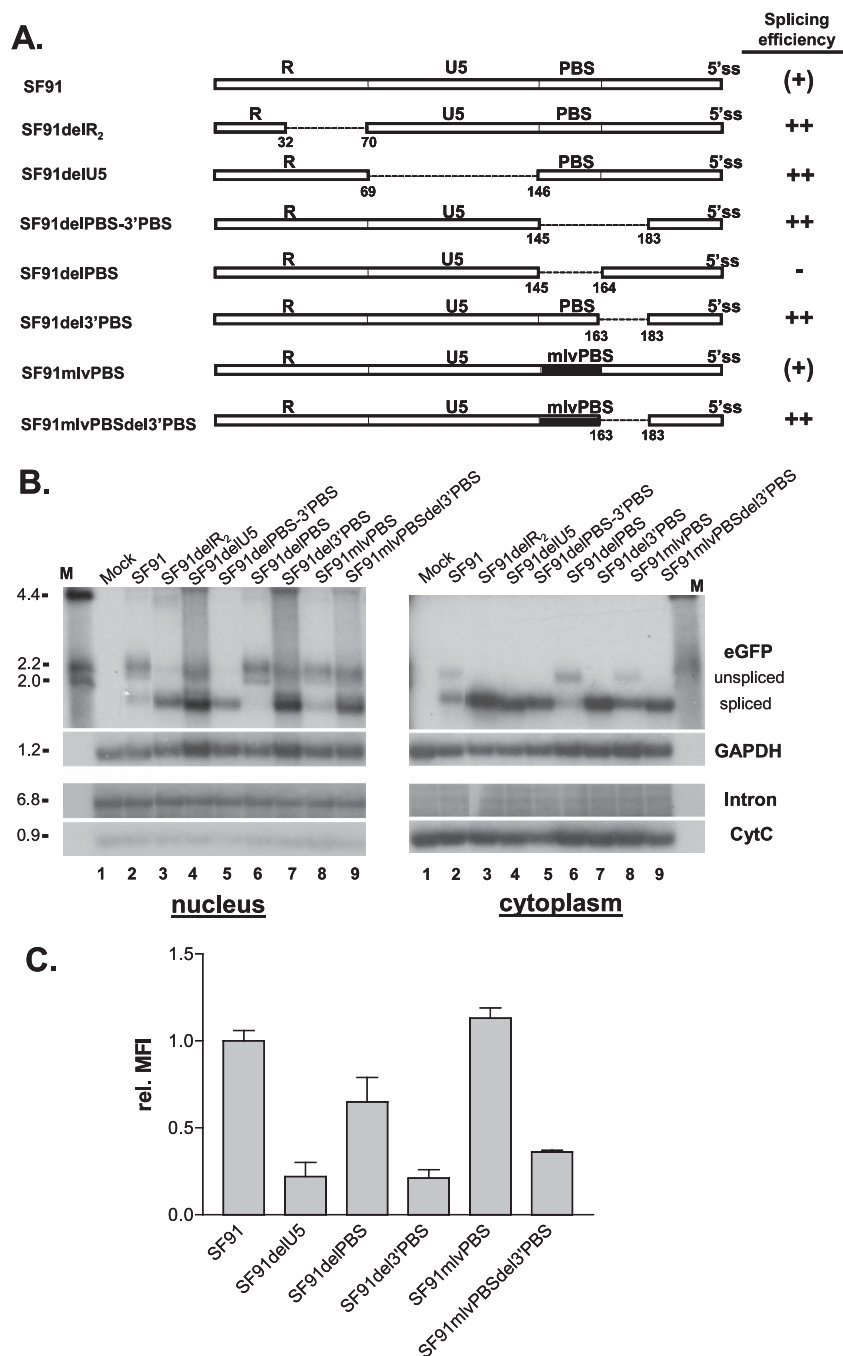 A.
Splicing
efficiency
R U5 PBS 5'ss
SF91 (+)
R U5 PBS 5'ss
SF91delR2 ++
32 70
R PBS 5'ss
SF91delU5 ++
69 146
R U5 5'ss
SF91delPBS-3'PBS ++
145 183
R U5 5'ss
SF91delPBS -
145 164
R U5 PBS 5'ss
SF91del3'PBS ++
163 183
R U5 mlvPBS 5'ss
SF91mlvPBS (+)
R U5 mlvPBS 5'ss
SF91mlvPBSdel3'PBS ++
163 183
B.
M Mock SF91 SF91delR2 SF91delU5 SF91delPBS-3'PBS SF91delPBS SF91del3'PBS SF91mlvPBS SF91mlvPBSdel3'PBS
Mock SF91 SF91delR2 SF91delU5 SF91delPBS-3'PBS SF91delPBS SF91del3'PBS SF91mlvPBS SF91mlvPBSdel3'PBS M
4.4-
eGFP
2.2-
unspliced
2.0-
spliced
1.2- GAPDH
6.8- Intron
0.9- CytC
1 2 3 4 5 6 7 8 9 1 2 3 4 5 6 7 8 9
nucleus cytoplasm
C.
rel. MFI
1.5
1.0
0.5
0.0
SF91
SF91delU5
SF91delPBS
SF91del3'PBS
SF91mlvPBS
SF91mlvPBSdel3'PBS